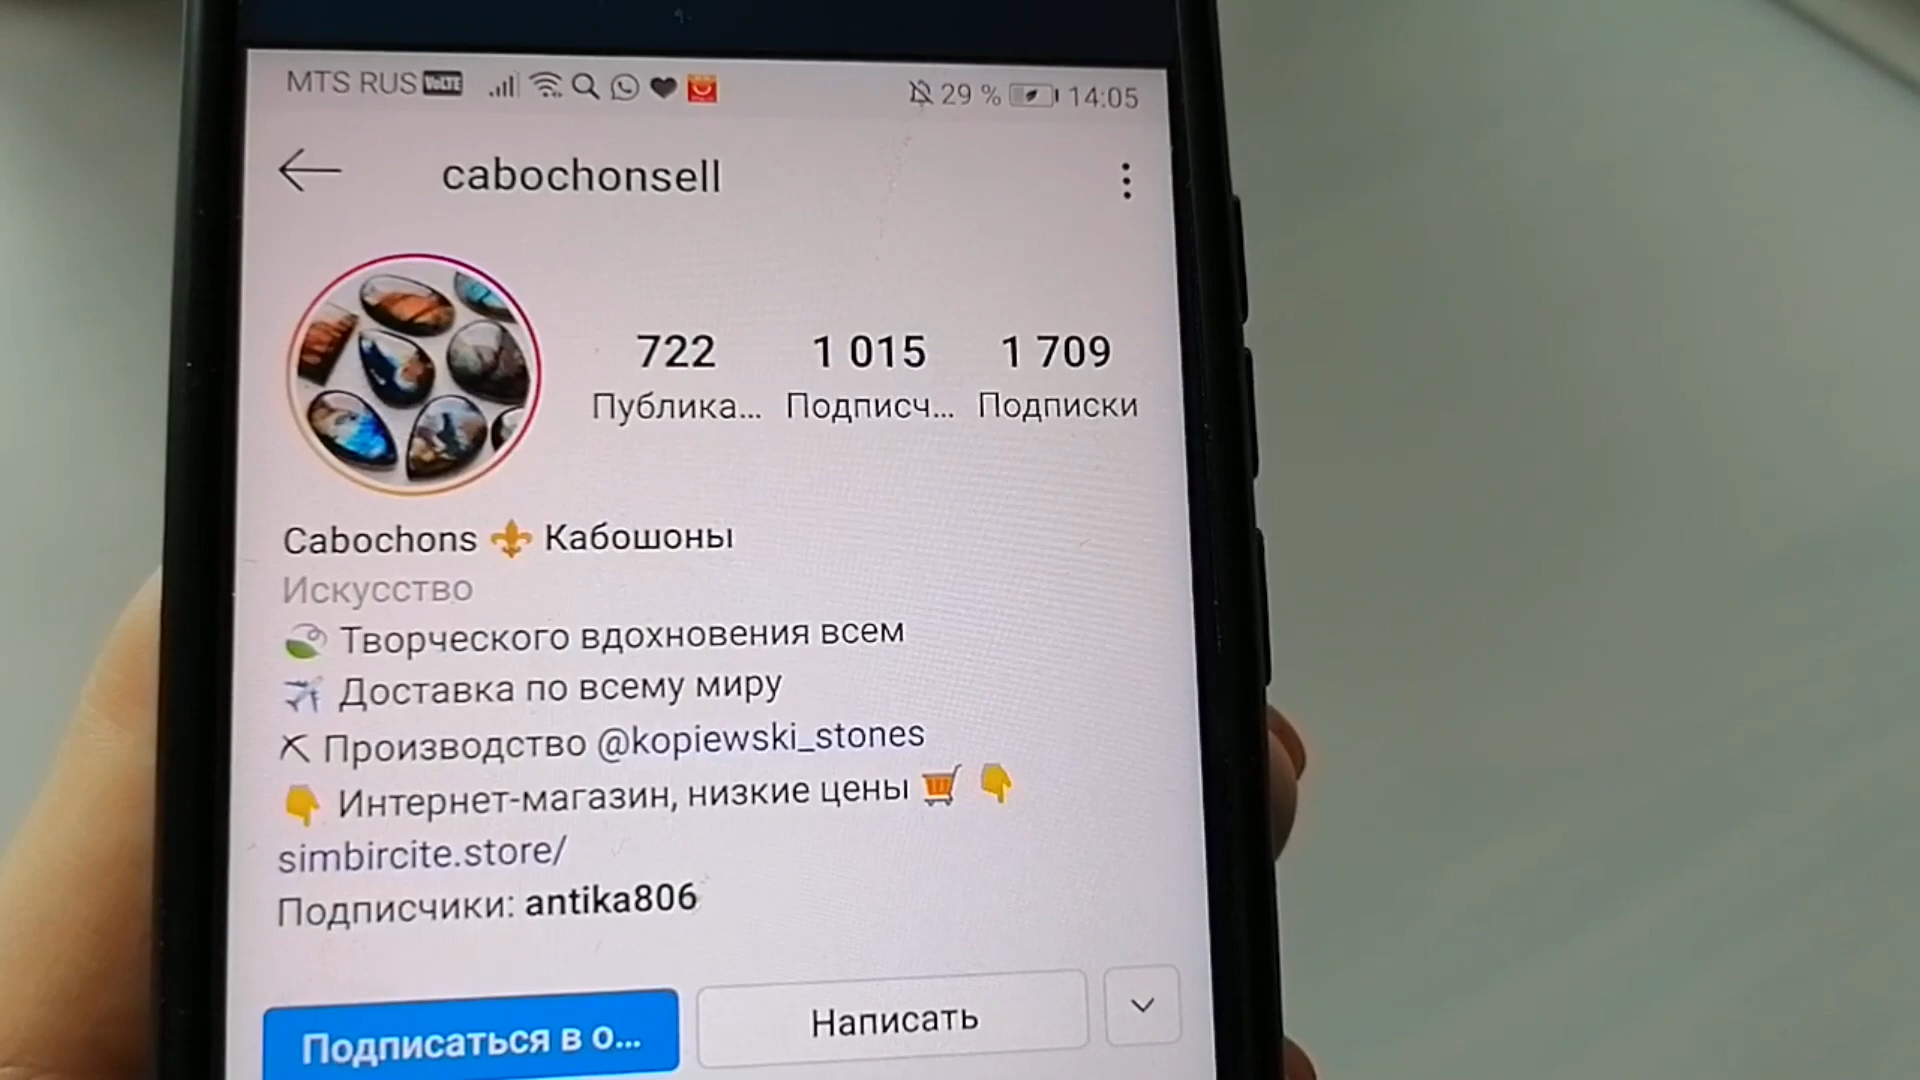 MTS RUS VoLTE 29 % 14:05
cabochonsell
722 1 015 1 709
Публика... Подписч... Подписки
Cabochons ⚜ Кабошоны
Искусство
🍃 Творческого вдохновения всем
✈ Доставка по всему миру
⛏ Производство @kopiewski_stones
👇 Интернет-магазин, низкие цены 🛒 👇
simbircite.store/
Подписчики: antika806
Подписаться в о... Написать